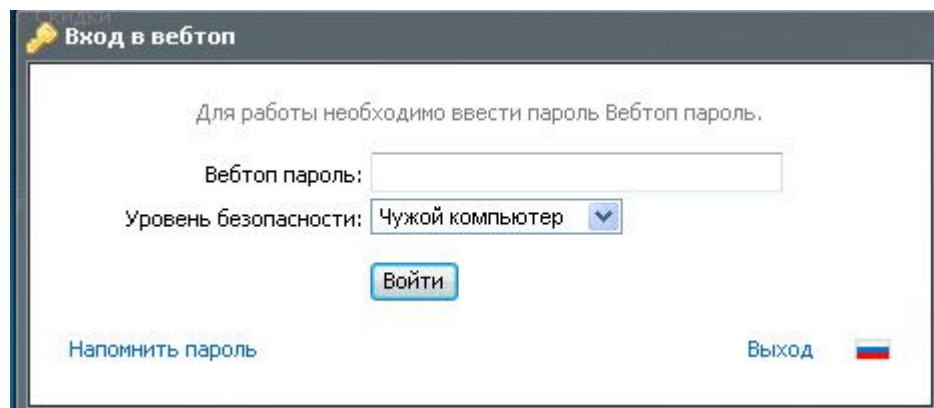 Скидки
Вход в вебтоп
Для работы необходимо ввести пароль Вебтоп пароль.
Вебтоп пароль:
Уровень безопасности: Чужой компьютер
Войти
Напомнить пароль Выход